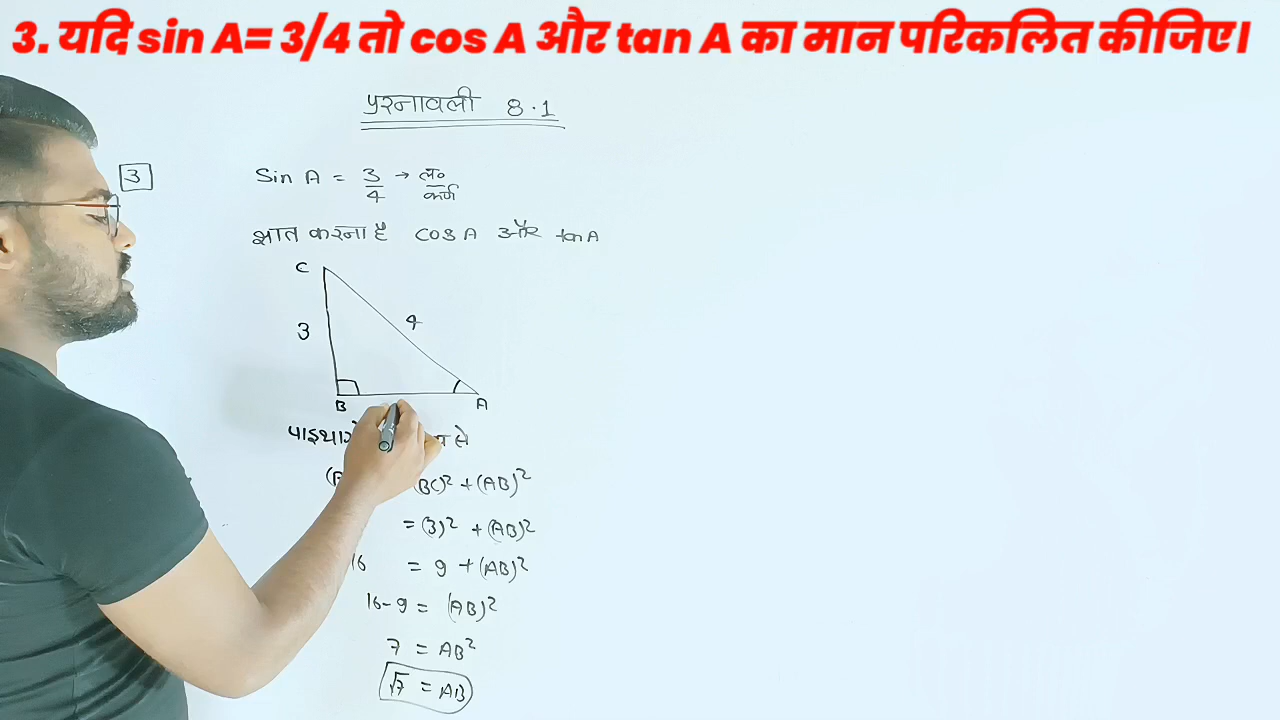 3. यदि sin A= 3/4 तो cos A और tan A का मान परिकलित कीजिए।
प्रश्नावली 8.1
3
Sin A = 3/4 → ल०/कर्ण
ज्ञात करना है cos A और tan A
C
3
4
B
A
से
(BC)² + (AB)²
= (3)² + (AB)²
16 = 9 + (AB)²
16-9 = (AB)²
7 = AB²
√7 = AB